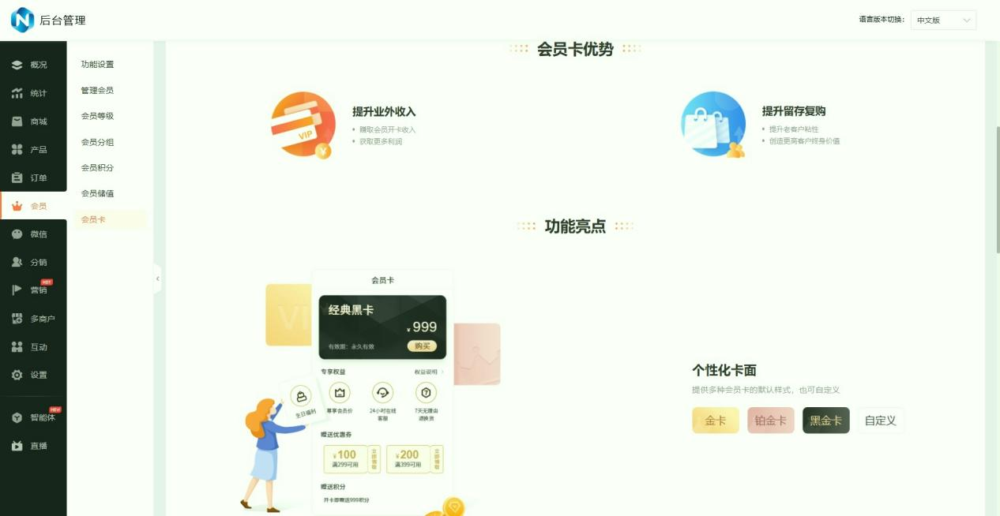 后台管理
语言版本切换：
中文版
概况
统计
商城
产品
订单
会员
微信
分销
营销
HOT
多商户
互动
设置
智能体
NEW
直播
功能设置
管理会员
会员等级
会员分组
会员积分
会员储值
会员卡
会员卡优势
提升业外收入
赚取会员开卡收入
获取更多利润
提升留存复购
提升老客户粘性
创造更高客户终身价值
功能亮点
会员卡
VIP
经典黑卡
¥999
有效期：永久有效
购买
专享权益
权益说明
生日福利
尊享会员价
24小时在线
客服
7天无理由
退换货
赠送优惠券
¥100
满299可用
立即领取
¥200
满399可用
立即领取
赠送积分
开卡即赠送999积分
个性化卡面
提供多种会员卡的默认样式，也可自定义
金卡
铂金卡
黑金卡
自定义